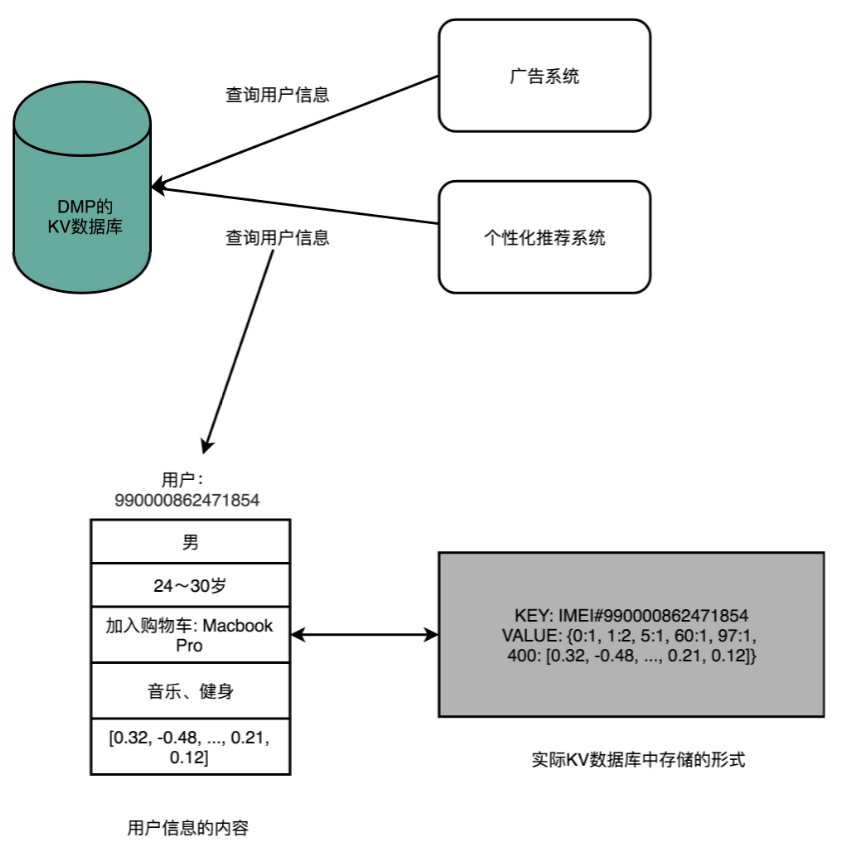 广告系统
查询用户信息
DMP的
KV数据库
查询用户信息
个性化推荐系统
用户：
990000862471854
男
24～30岁
加入购物车: Macbook
Pro
音乐、健身
[0.32, -0.48, ..., 0.21,
0.12]
用户信息的内容
KEY: IMEI#990000862471854
VALUE: {0:1, 1:2, 5:1, 60:1, 97:1,
400: [0.32, -0.48, ..., 0.21, 0.12]}
实际KV数据库中存储的形式